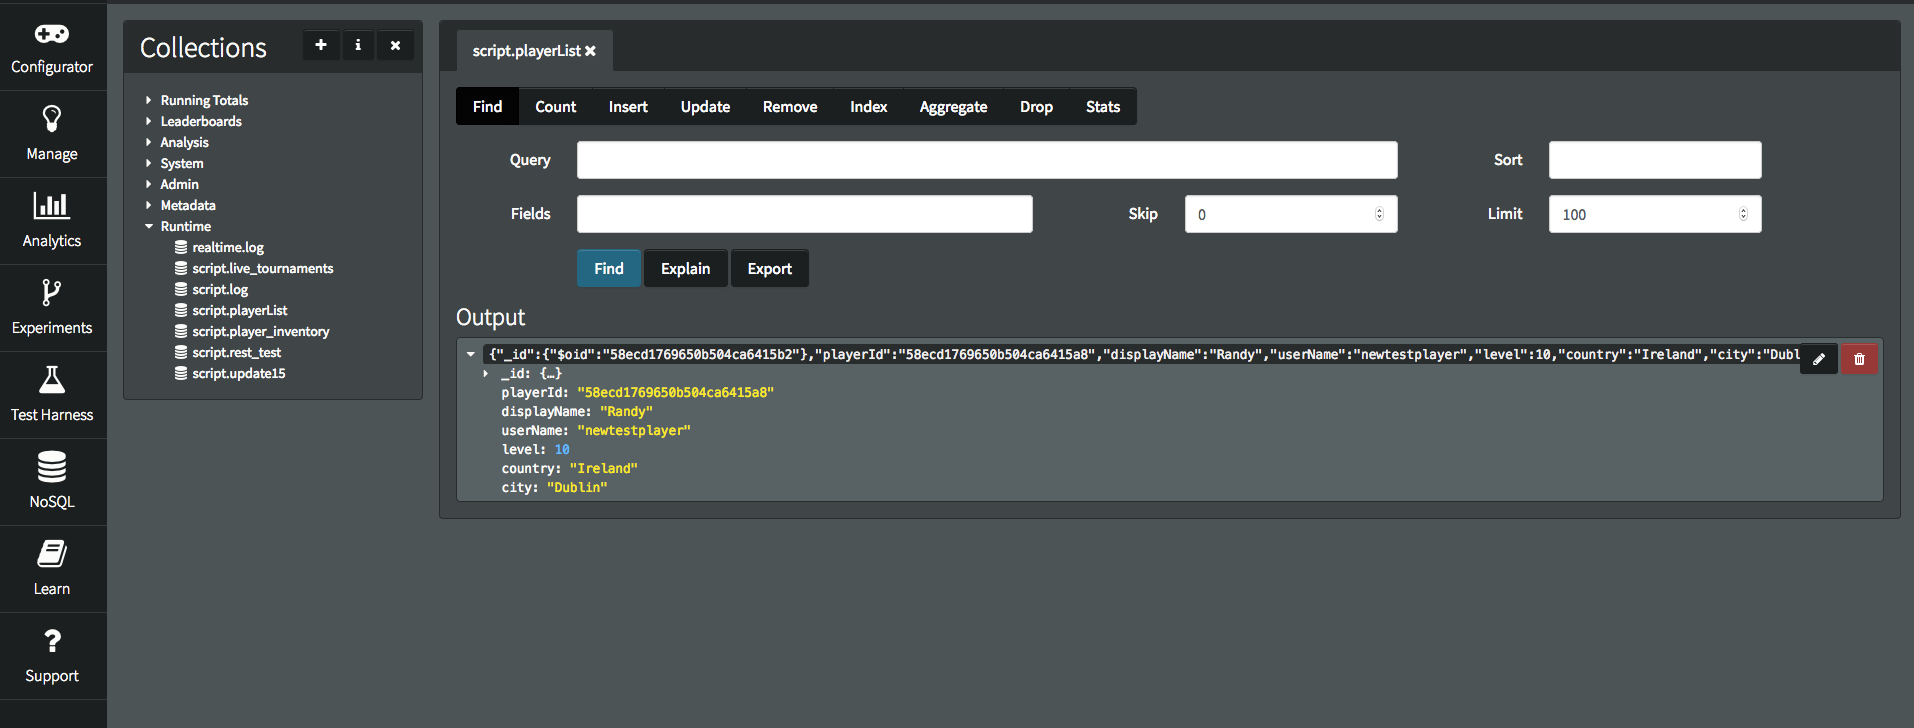 Configurator
Manage
Analytics
Experiments
Test Harness
NoSQL
Learn
Support
Collections
Running Totals
Leaderboards
Analysis
System
Admin
Metadata
Runtime
realtime.log
script.live_tournaments
script.log
script.playerList
script.player_inventory
script.rest_test
script.update15
script.playerList
Find Count Insert Update Remove Index Aggregate Drop Stats
Query Sort
Fields Skip 0 Limit 100
Find Explain Export
Output
{"_id":{"$oid":"58ecd1769650b504ca6415b2"},"playerId":"58ecd1769650b504ca6415a8","displayName":"Randy","userName":"newtestplayer","level":10,"country":"Ireland","city":"Dubl
_id: {…}
playerId: "58ecd1769650b504ca6415a8"
displayName: "Randy"
userName: "newtestplayer"
level: 10
country: "Ireland"
city: "Dublin"